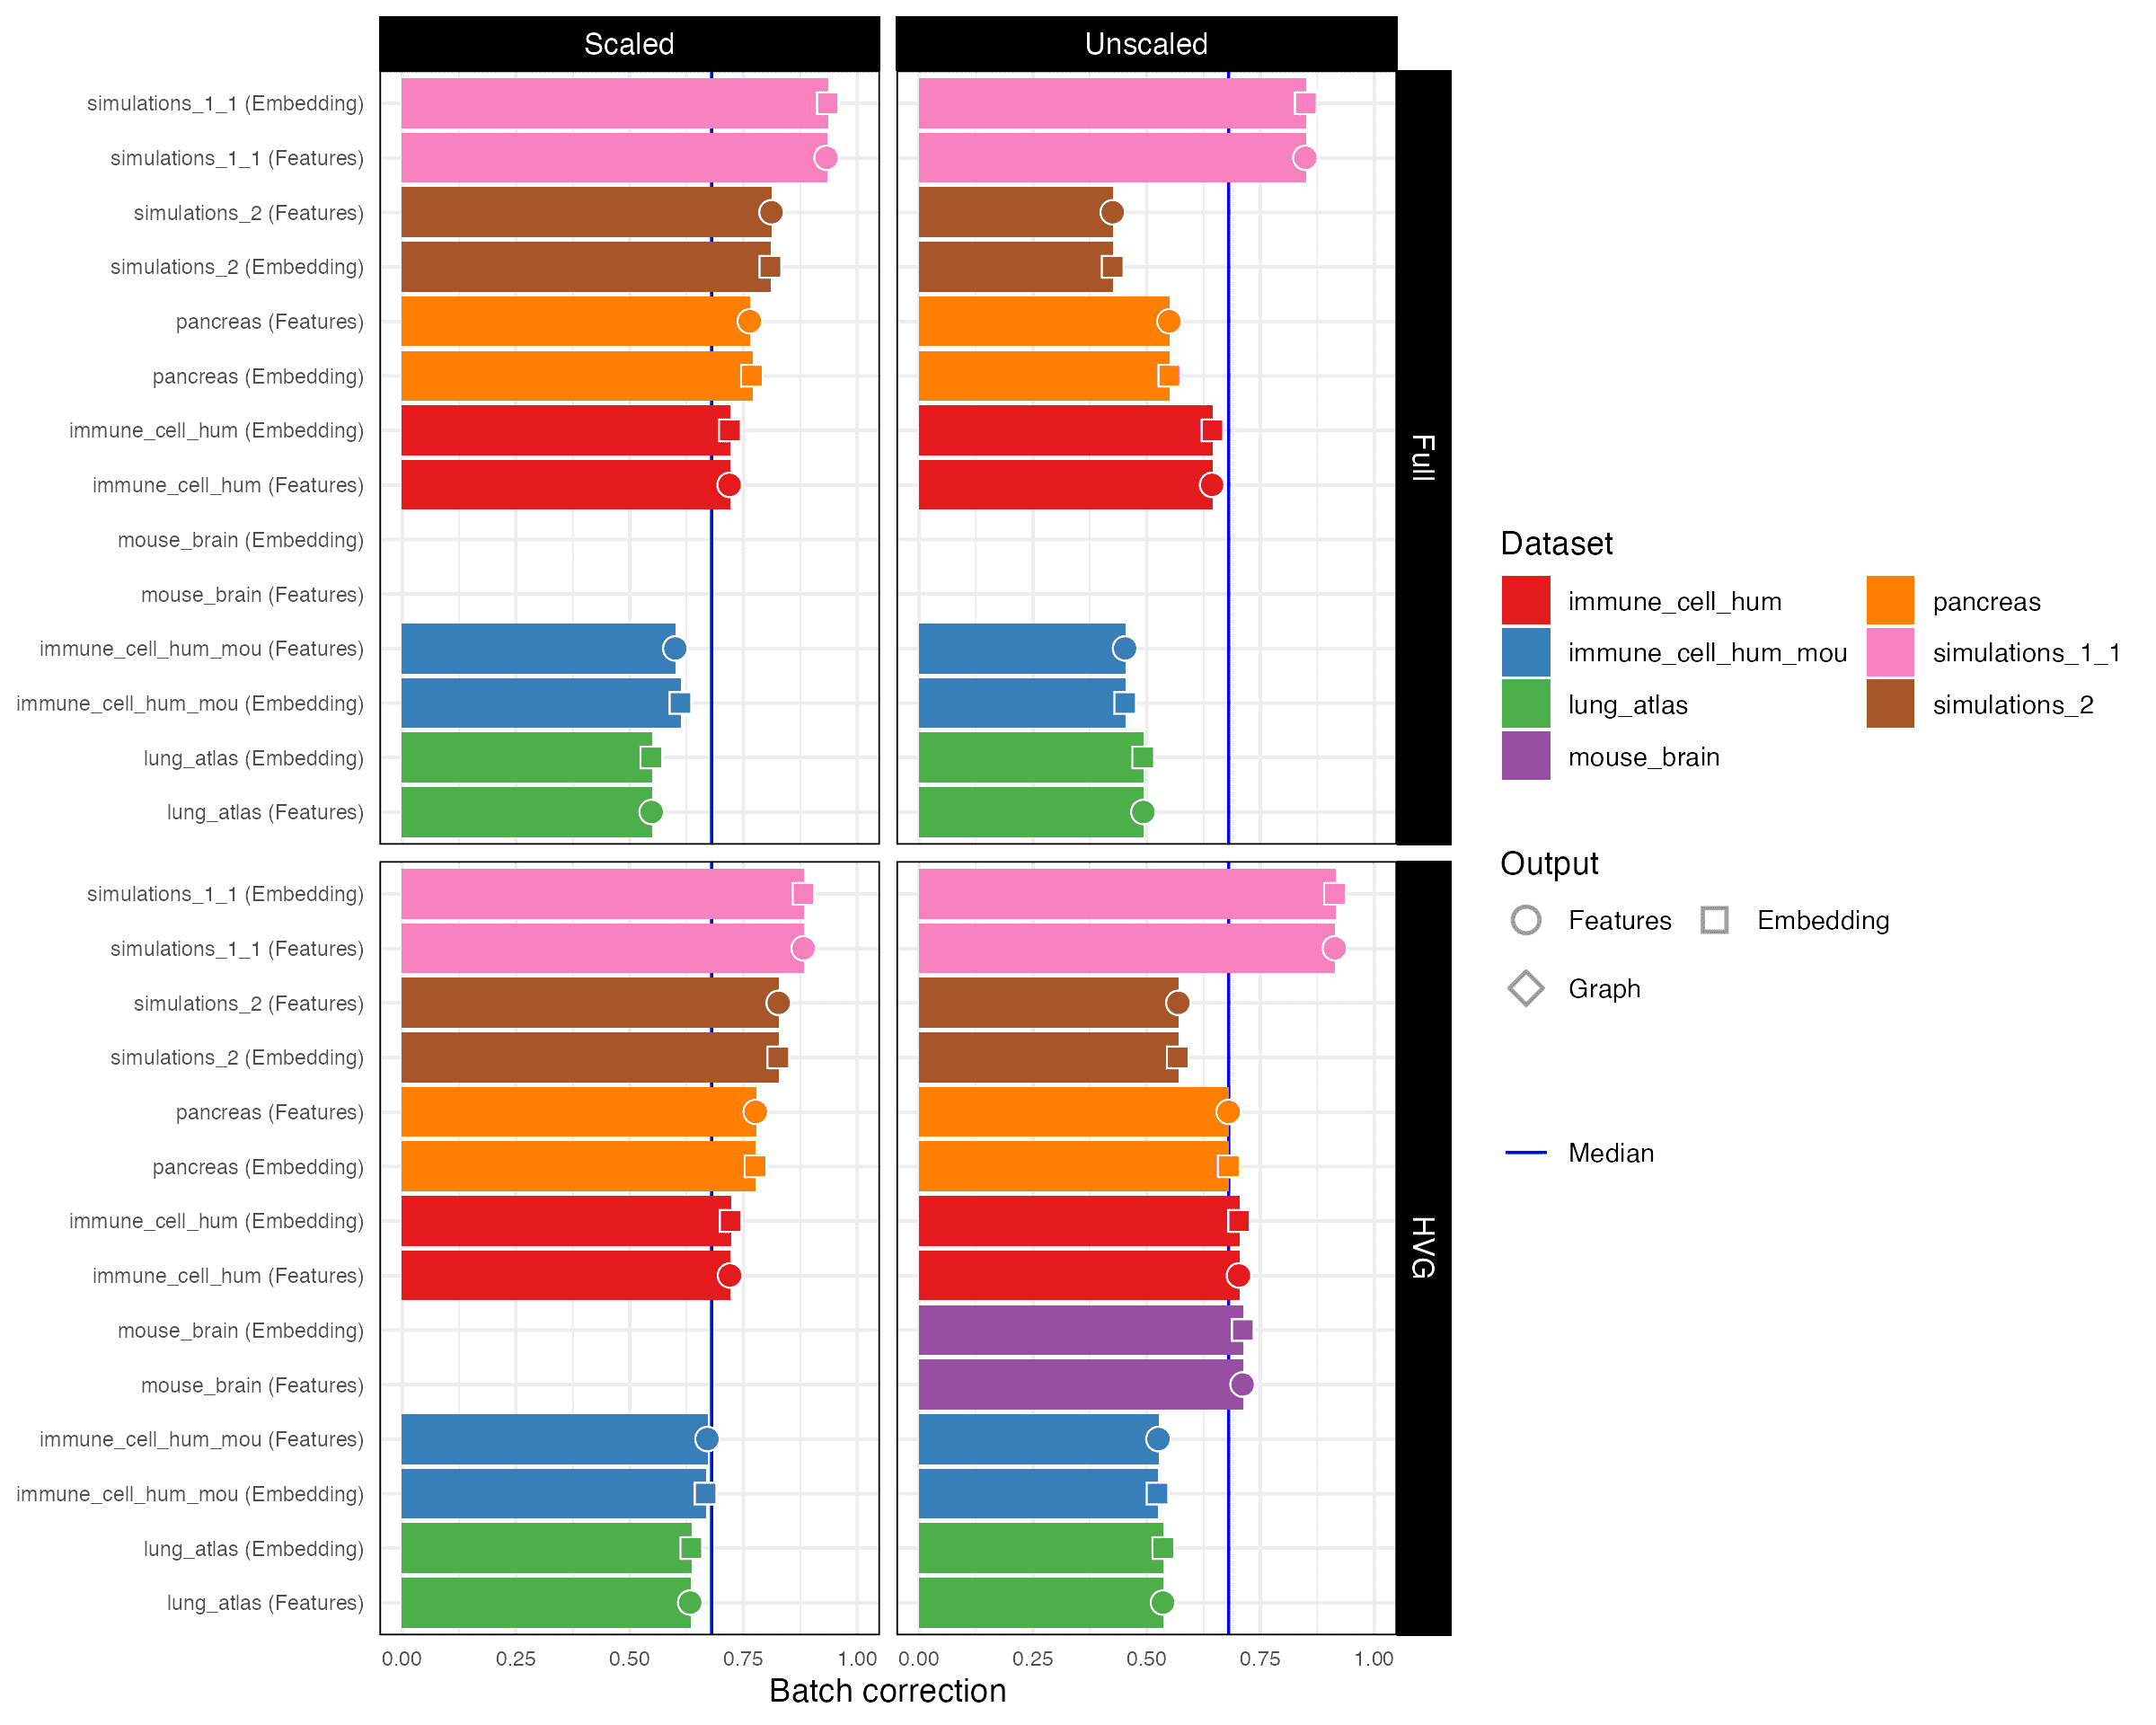 Scaled
Unscaled
simulations_1_1 (Embedding)
simulations_1_1 (Features)
simulations_2 (Features)
simulations_2 (Embedding)
pancreas (Features)
pancreas (Embedding)
immune_cell_hum (Embedding)
immune_cell_hum (Features)
mouse_brain (Embedding)
mouse_brain (Features)
immune_cell_hum_mou (Features)
immune_cell_hum_mou (Embedding)
lung_atlas (Embedding)
lung_atlas (Features)
Full
simulations_1_1 (Embedding)
simulations_1_1 (Features)
simulations_2 (Features)
simulations_2 (Embedding)
pancreas (Features)
pancreas (Embedding)
immune_cell_hum (Embedding)
immune_cell_hum (Features)
mouse_brain (Embedding)
mouse_brain (Features)
immune_cell_hum_mou (Features)
immune_cell_hum_mou (Embedding)
lung_atlas (Embedding)
lung_atlas (Features)
HVG
0.00 0.25 0.50 0.75 1.00
0.00 0.25 0.50 0.75 1.00
Batch correction
Dataset
immune_cell_hum
immune_cell_hum_mou
lung_atlas
mouse_brain
pancreas
simulations_1_1
simulations_2
Output
Features
Embedding
Graph
Median